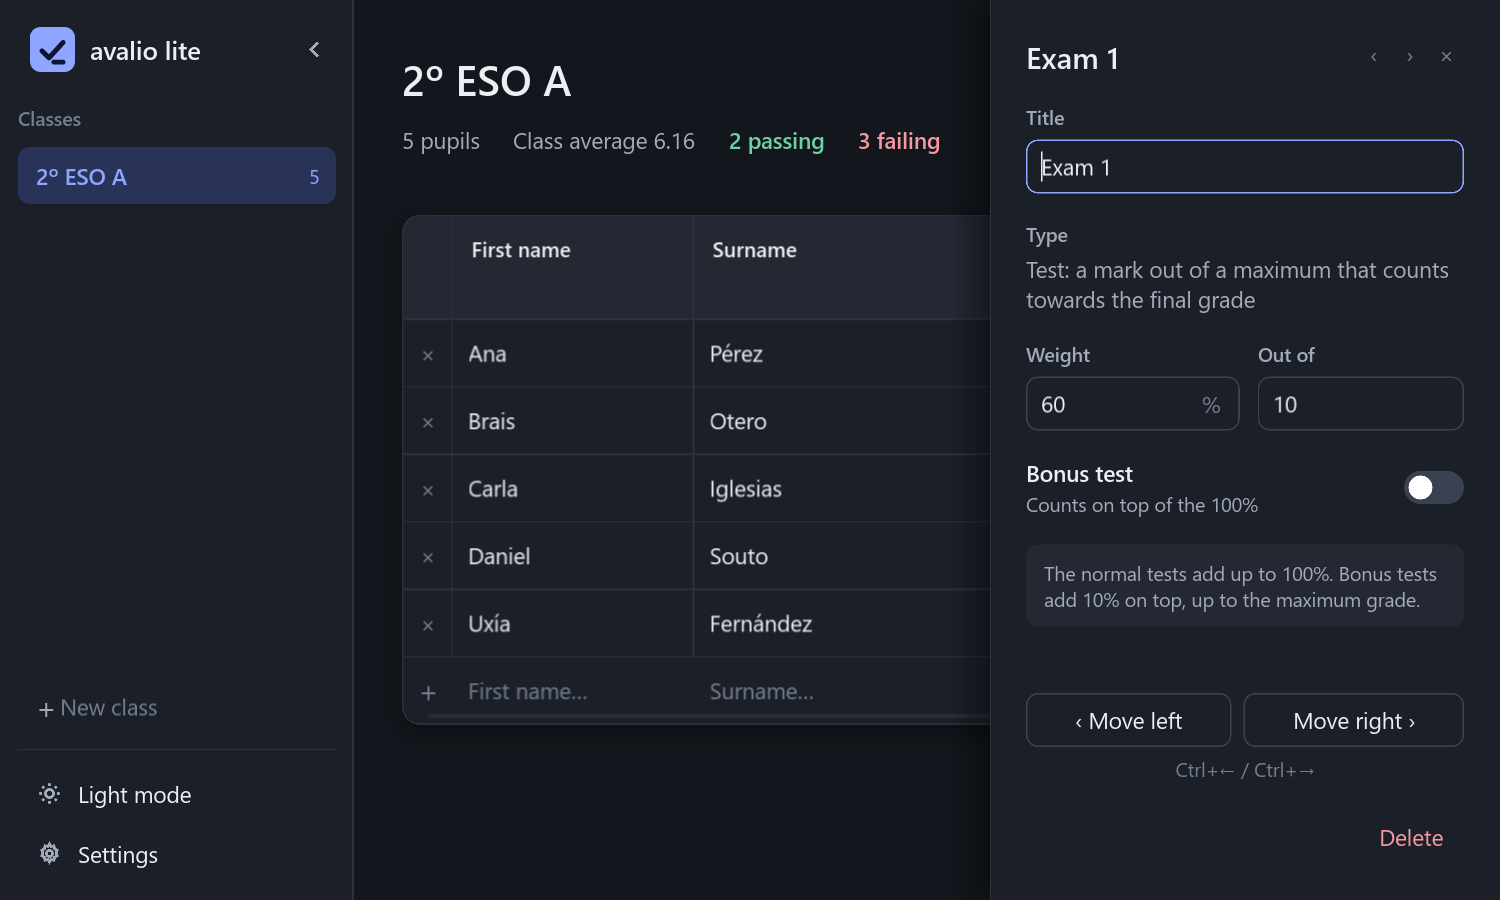 avalio lite
Classes
2º ESO A 5
+ New class
Light mode
Settings
2º ESO A
5 pupils Class average 6.16 2 passing 3 failing
First name Surname
× Ana Pérez
× Brais Otero
× Carla Iglesias
× Daniel Souto
× Uxía Fernández
+ First name... Surname...
Exam 1 ‹ › ×
Title
Exam 1
Type
Test: a mark out of a maximum that counts
towards the final grade
Weight Out of
60 % 10
Bonus test
Counts on top of the 100%
The normal tests add up to 100%. Bonus tests
add 10% on top, up to the maximum grade.
‹ Move left Move right ›
Ctrl+← / Ctrl+→
Delete